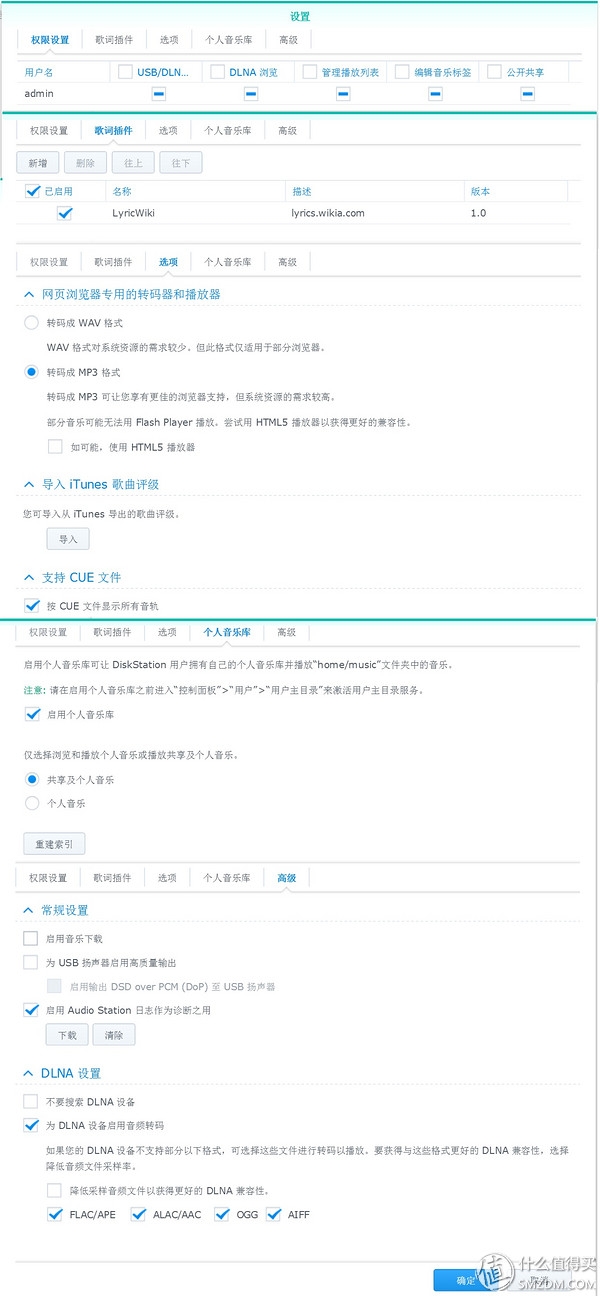 设置
权限设置 歌词插件 选项 个人音乐库 高级
用户名 USB/DLN... DLNA 浏览 管理播放列表 编辑音乐标签 公开共享
admin
权限设置 歌词插件 选项 个人音乐库 高级
新增 删除 往上 往下
已启用 名称 描述 版本
LyricWiki lyrics.wikia.com 1.0
权限设置 歌词插件 选项 个人音乐库 高级
网页浏览器专用的转码器和播放器
转码成 WAV 格式
WAV 格式对系统资源的需求较少。但此格式仅适用于部分浏览器。
转码成 MP3 格式
转码成 MP3 可让您享有更佳的浏览器支持，但系统资源的需求较高。
部分音乐可能无法用 Flash Player 播放。尝试用 HTML5 播放器以获得更好的兼容性。
如可能，使用 HTML5 播放器
导入 iTunes 歌曲评级
您可导入从 iTunes 导出的歌曲评级。
导入
支持 CUE 文件
按 CUE 文件显示所有音轨
权限设置 歌词插件 选项 个人音乐库 高级
启用个人音乐库可让 DiskStation 用户拥有自己的个人音乐库并播放“home/music”文件夹中的音乐。
注意: 请在启用个人音乐库之前进入“控制面板”>“用户”>“用户主目录”来激活用户主目录服务。
启用个人音乐库
仅选择浏览和播放个人音乐或播放共享及个人音乐。
共享及个人音乐
个人音乐
重建索引
权限设置 歌词插件 选项 个人音乐库 高级
常规设置
启用音乐下载
为 USB 扬声器启用高质量输出
启用输出 DSD over PCM (DoP) 至 USB 扬声器
启用 Audio Station 日志作为诊断之用
下载 清除
DLNA 设置
不要搜索 DLNA 设备
为 DLNA 设备启用音频转码
如果您的 DLNA 设备不支持部分以下格式，可选择这些文件进行转码以播放。要获得与这些格式更好的 DLNA 兼容性，选择
降低音频文件采样率。
降低采样音频文件以获得更好的 DLNA 兼容性。
FLAC/APE ALAC/AAC OGG AIFF
确定 取消
值 什么值得买
SMZDM.COM